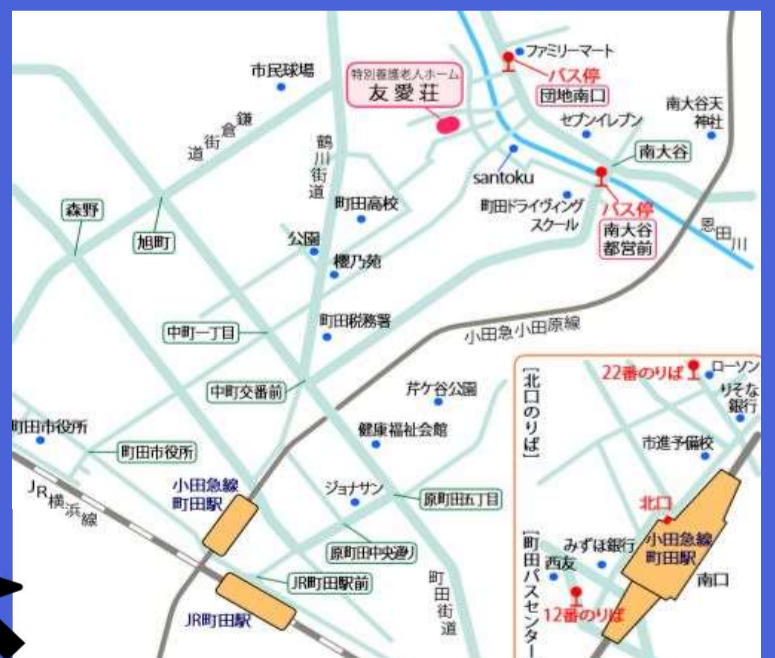 市民球場
特別養護老人ホーム
友愛荘
ファミリーマート
バス停
団地南口
セブンイレブン
南大谷天
神社
南大谷
鎌倉街道
鶴川街道
santoku
町田ドライヴィング
スクール
バス停
南大谷
都営前
恩田川
森野
旭町
町田高校
公園
櫻乃苑
中町一丁目
町田税務署
小田急小田原線
中町交番前
芹ケ谷公園
町田市役所
町田市役所
健康福祉会館
JR横浜線
小田急線
町田駅
ジョナサン
原町田五丁目
原町田中央通り
JR町田駅前
JR町田駅
町田街道
[北口のりば]
22番のりば
ローソン
りそな
銀行
市進予備校
北口
小田急線
町田駅
南口
[町田バスセンター
みずほ銀行
西友
12番のりば